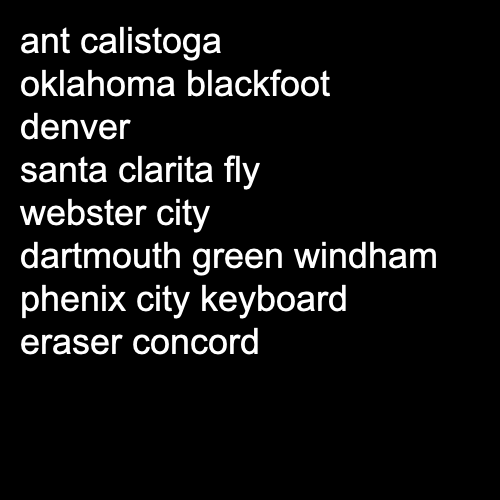 ant calistoga
oklahoma blackfoot
denver
santa clarita fly
webster city
dartmouth green windham
phenix city keyboard
eraser concord